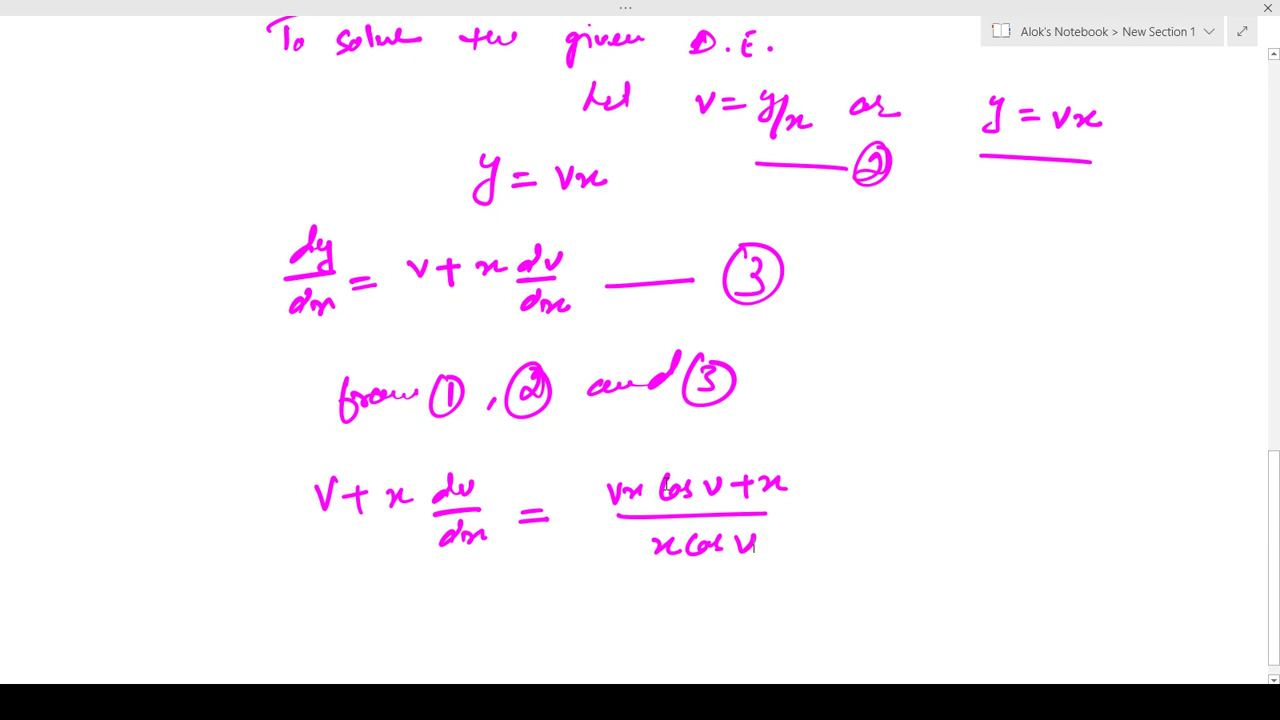 Alok's Notebook > New Section 1
To solve the given D.E.
Let v = y/x or y = vx
—— ②
y = vx
dy/dx = v + x dv/dx —— ③
from ①, ② and ③
v + x dv/dx = (vx cos v + x)/(x cos v)